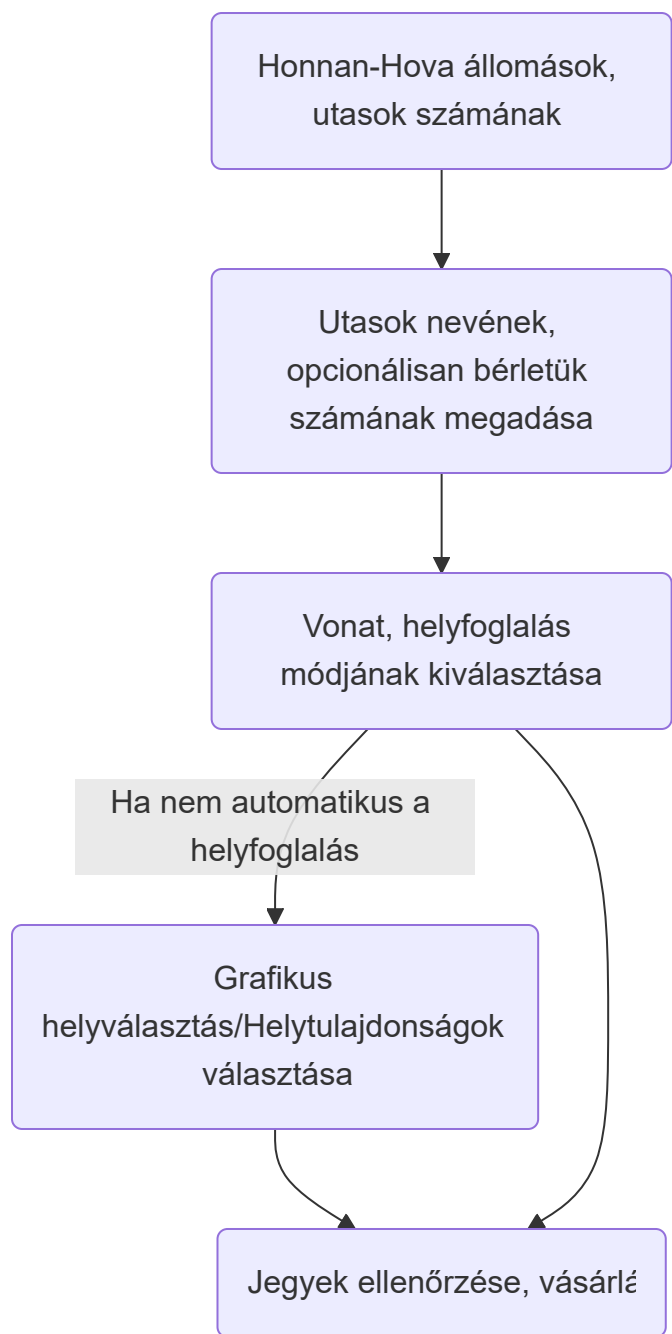 Honnan-Hova állomások,
utasok számának
Utasok nevének,
opcionálisan bérletük
számának megadása
Vonat, helyfoglalás
módjának kiválasztása
Ha nem automatikus a
helyfoglalás
Grafikus
helyválasztás/Helytulajdonságok
választása
Jegyek ellenőrzése, vásárlá